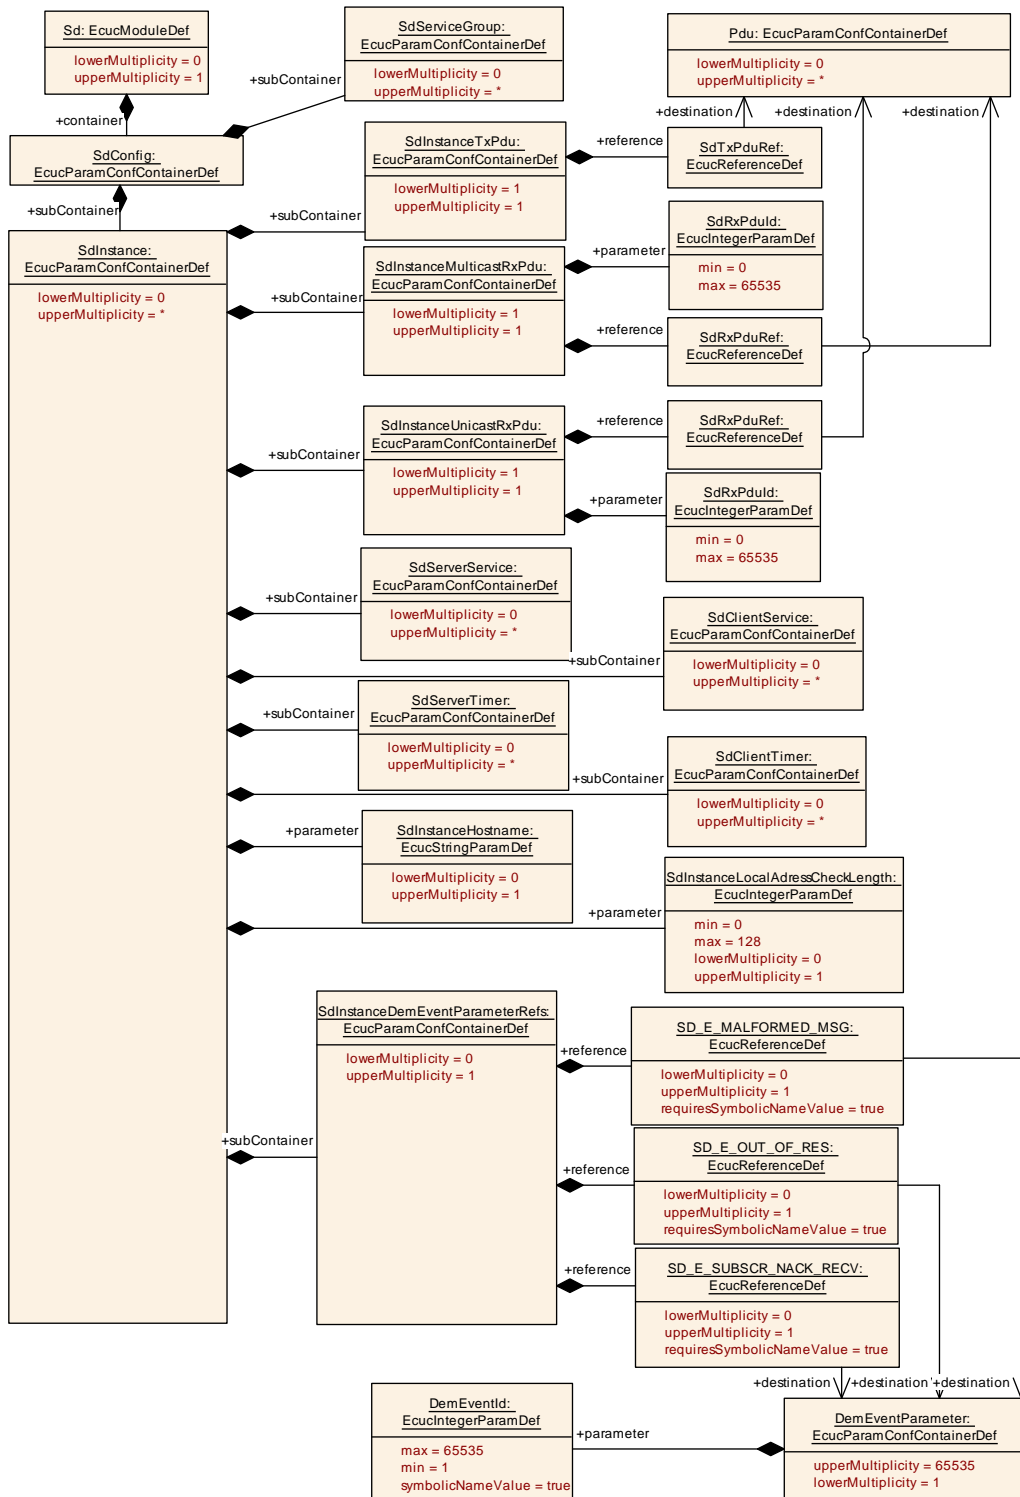 Sd: EcucModuleDef
lowerMultiplicity = 0
upperMultiplicity = 1
+container
SdServiceGroup:
EcucParamConfContainerDef
lowerMultiplicity = 0
upperMultiplicity = *
+subContainer
Pdu: EcucParamConfContainerDef
lowerMultiplicity = 0
upperMultiplicity = *
+destination
+destination
+destination
SdConfig:
EcucParamConfContainerDef
+subContainer
SdInstanceTxPdu:
EcucParamConfContainerDef
lowerMultiplicity = 1
upperMultiplicity = 1
+subContainer
+reference
SdTxPduRef:
EcucReferenceDef
SdInstance:
EcucParamConfContainerDef
lowerMultiplicity = 0
upperMultiplicity = *
SdInstanceMulticastRxPdu:
EcucParamConfContainerDef
lowerMultiplicity = 1
upperMultiplicity = 1
+subContainer
+parameter
SdRxPduId:
EcucIntegerParamDef
min = 0
max = 65535
+reference
SdRxPduRef:
EcucReferenceDef
SdInstanceUnicastRxPdu:
EcucParamConfContainerDef
lowerMultiplicity = 1
upperMultiplicity = 1
+subContainer
+reference
SdRxPduRef:
EcucReferenceDef
+parameter
SdRxPduId:
EcucIntegerParamDef
min = 0
max = 65535
SdServerService:
EcucParamConfContainerDef
lowerMultiplicity = 0
upperMultiplicity = *
+subContainer
SdClientService:
EcucParamConfContainerDef
lowerMultiplicity = 0
upperMultiplicity = *
+subContainer
SdServerTimer:
EcucParamConfContainerDef
lowerMultiplicity = 0
upperMultiplicity = *
+subContainer
SdClientTimer:
EcucParamConfContainerDef
lowerMultiplicity = 0
upperMultiplicity = *
+subContainer
+parameter
SdInstanceHostname:
EcucStringParamDef
lowerMultiplicity = 0
upperMultiplicity = 1
SdInstanceLocalAdressCheckLength:
EcucIntegerParamDef
min = 0
max = 128
lowerMultiplicity = 0
upperMultiplicity = 1
+parameter
SdInstanceDemEventParameterRefs:
EcucParamConfContainerDef
lowerMultiplicity = 0
upperMultiplicity = 1
+subContainer
+reference
SD_E_MALFORMED_MSG:
EcucReferenceDef
lowerMultiplicity = 0
upperMultiplicity = 1
requiresSymbolicNameValue = true
+reference
SD_E_OUT_OF_RES:
EcucReferenceDef
lowerMultiplicity = 0
upperMultiplicity = 1
requiresSymbolicNameValue = true
+reference
SD_E_SUBSCR_NACK_RECV:
EcucReferenceDef
lowerMultiplicity = 0
upperMultiplicity = 1
requiresSymbolicNameValue = true
+destination
+destination
+destination
DemEventId:
EcucIntegerParamDef
max = 65535
min = 1
symbolicNameValue = true
+parameter
DemEventParameter:
EcucParamConfContainerDef
upperMultiplicity = 65535
lowerMultiplicity = 1